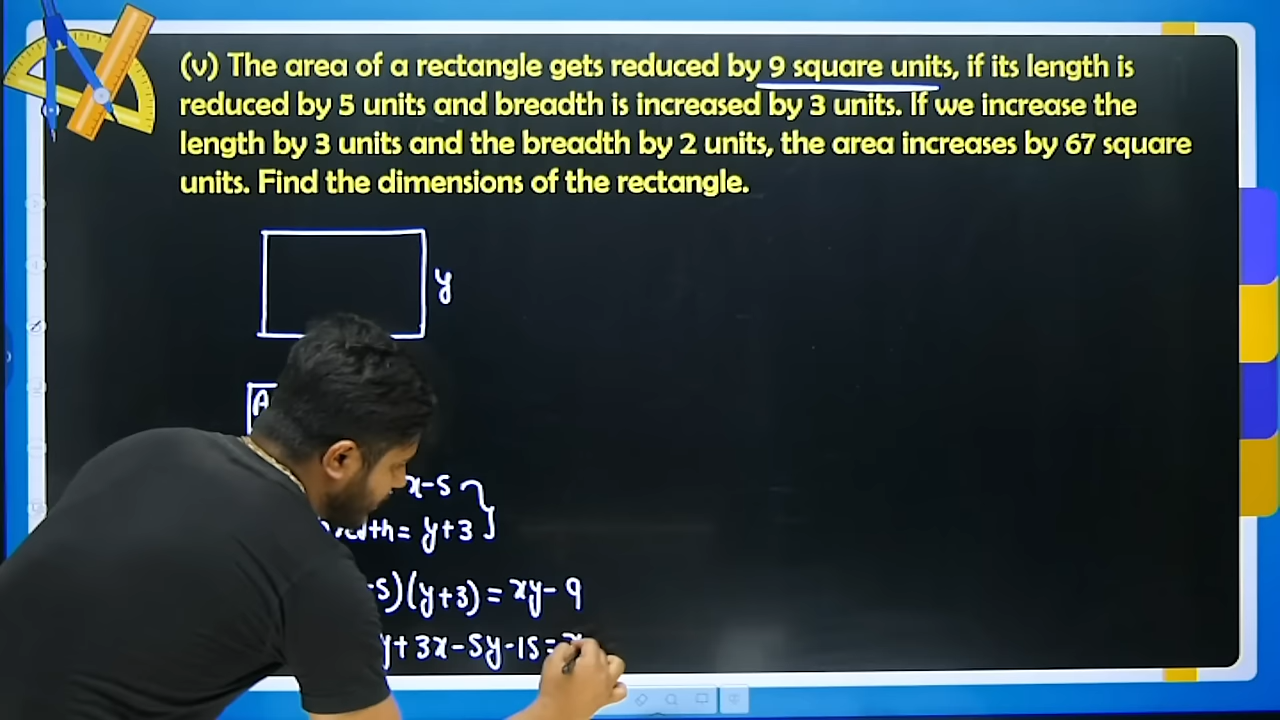 (v) The area of a rectangle gets reduced by 9 square units, if its length is
reduced by 5 units and breadth is increased by 3 units. If we increase the
length by 3 units and the breadth by 2 units, the area increases by 67 square
units. Find the dimensions of the rectangle.
y
x-5
= y+3
-5)(y+3) = xy-9
y+3x-5y-15=